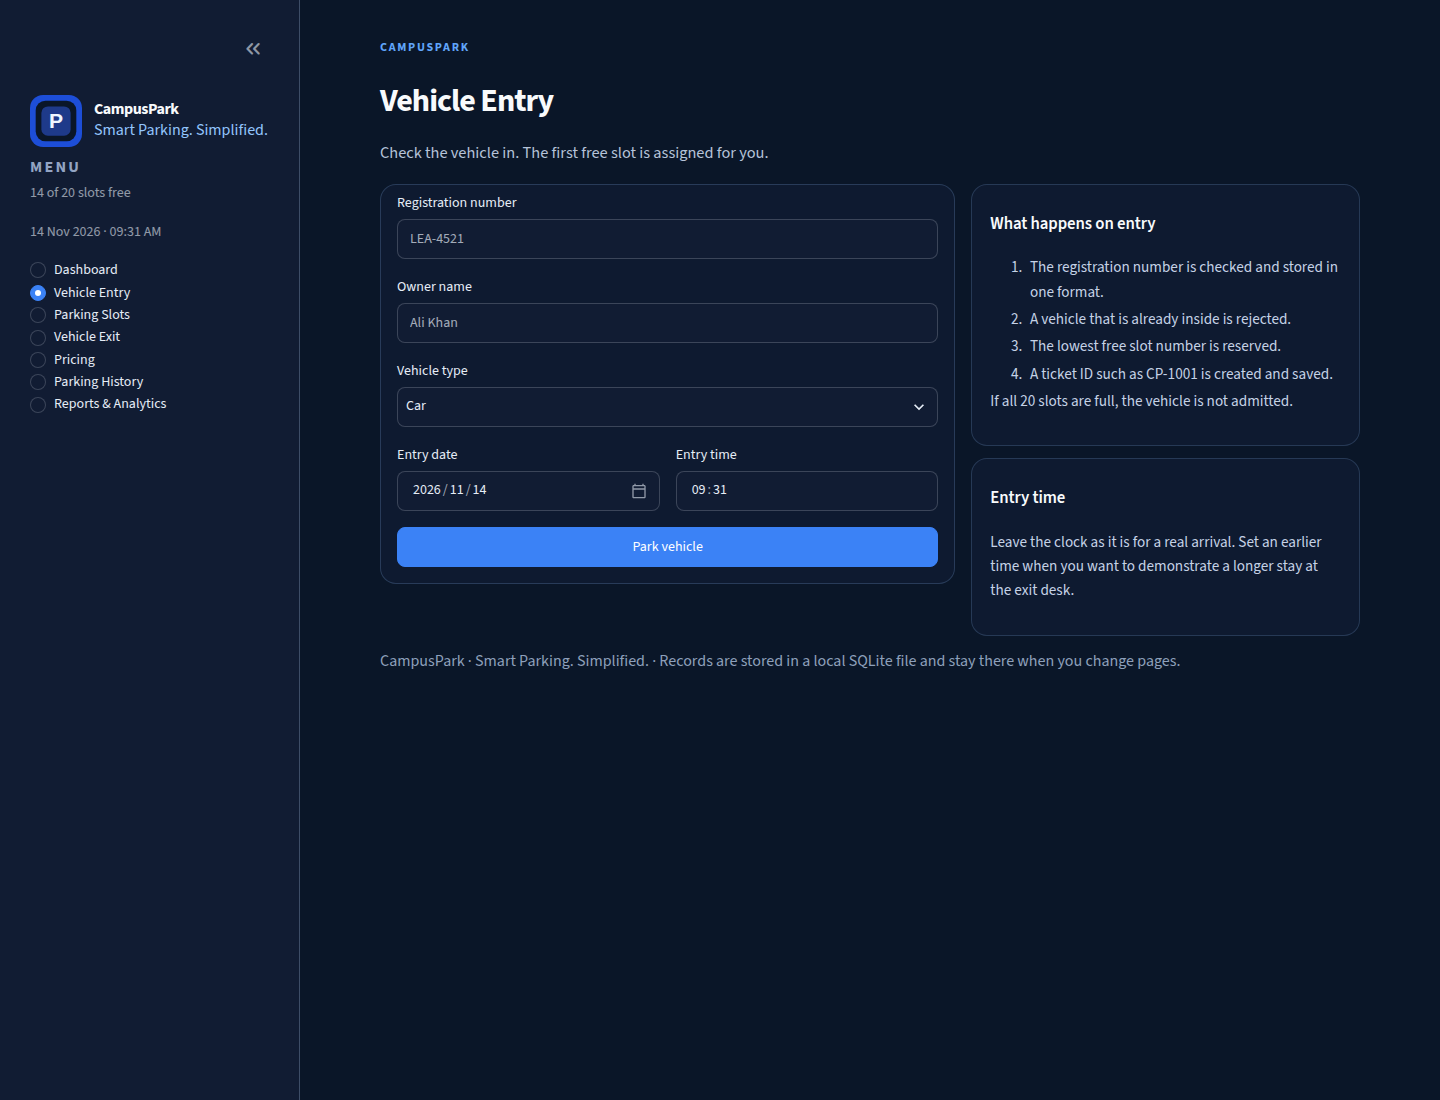 P
CampusPark
Smart Parking. Simplified.
MENU
14 of 20 slots free
14 Nov 2026 · 09:31 AM
Dashboard
Vehicle Entry
Parking Slots
Vehicle Exit
Pricing
Parking History
Reports & Analytics
CAMPUSPARK
Vehicle Entry
Check the vehicle in. The first free slot is assigned for you.
Registration number
LEA-4521
Owner name
Ali Khan
Vehicle type
Car
Entry date
Entry time
2026/11/14
09:31
Park vehicle
What happens on entry
1. The registration number is checked and stored in
one format.
2. A vehicle that is already inside is rejected.
3. The lowest free slot number is reserved.
4. A ticket ID such as CP-1001 is created and saved.
If all 20 slots are full, the vehicle is not admitted.
Entry time
Leave the clock as it is for a real arrival. Set an earlier
time when you want to demonstrate a longer stay at
the exit desk.
CampusPark · Smart Parking. Simplified. · Records are stored in a local SQLite file and stay there when you change pages.